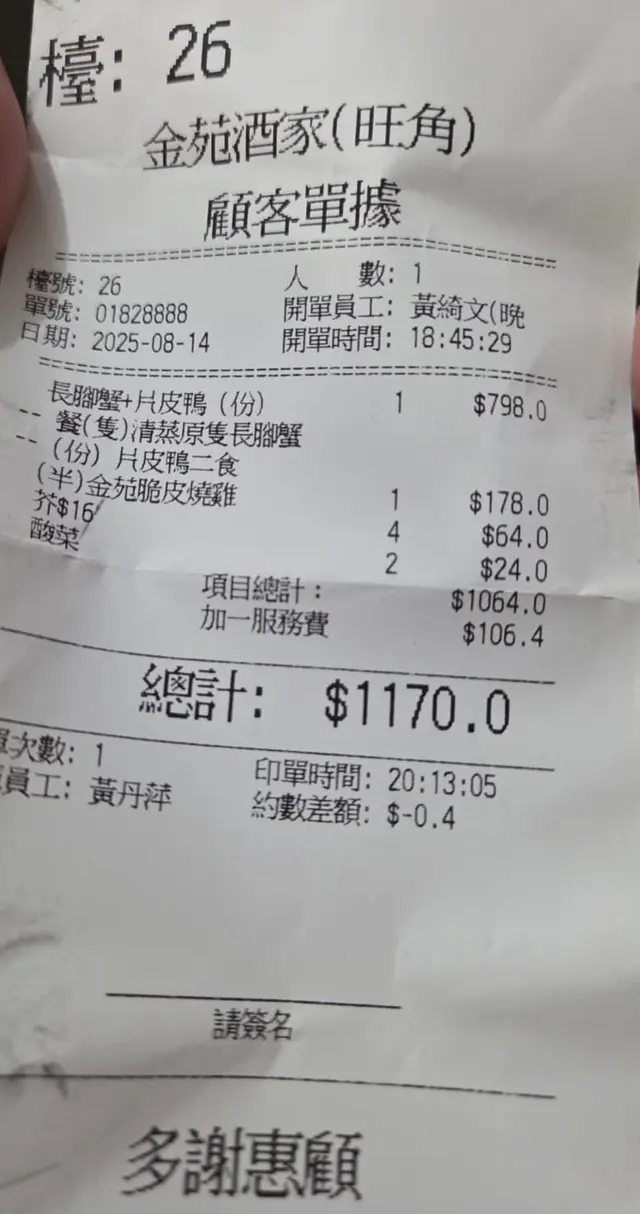 檯: 26
金苑酒家(旺角)
顧客單據
檯號: 26 人 數: 1
單號: 01828888 開單員工: 黃綺文(晚
日期: 2025-08-14 開單時間: 18:45:29
長腳蟹+片皮鴨 (份) 1 $798.0
-- 餐(隻)清蒸原隻長腳蟹
-- (份) 片皮鴨二食
(半)金苑脆皮燒雞 1 $178.0
芥$16 4 $64.0
酸菜 2 $24.0
項目總計: $1064.0
加一服務費 $106.4
總計: $1170.0
單次數: 1 印單時間: 20:13:05
員工: 黃丹萍 約數差額: $-0.4
請簽名
多謝惠顧